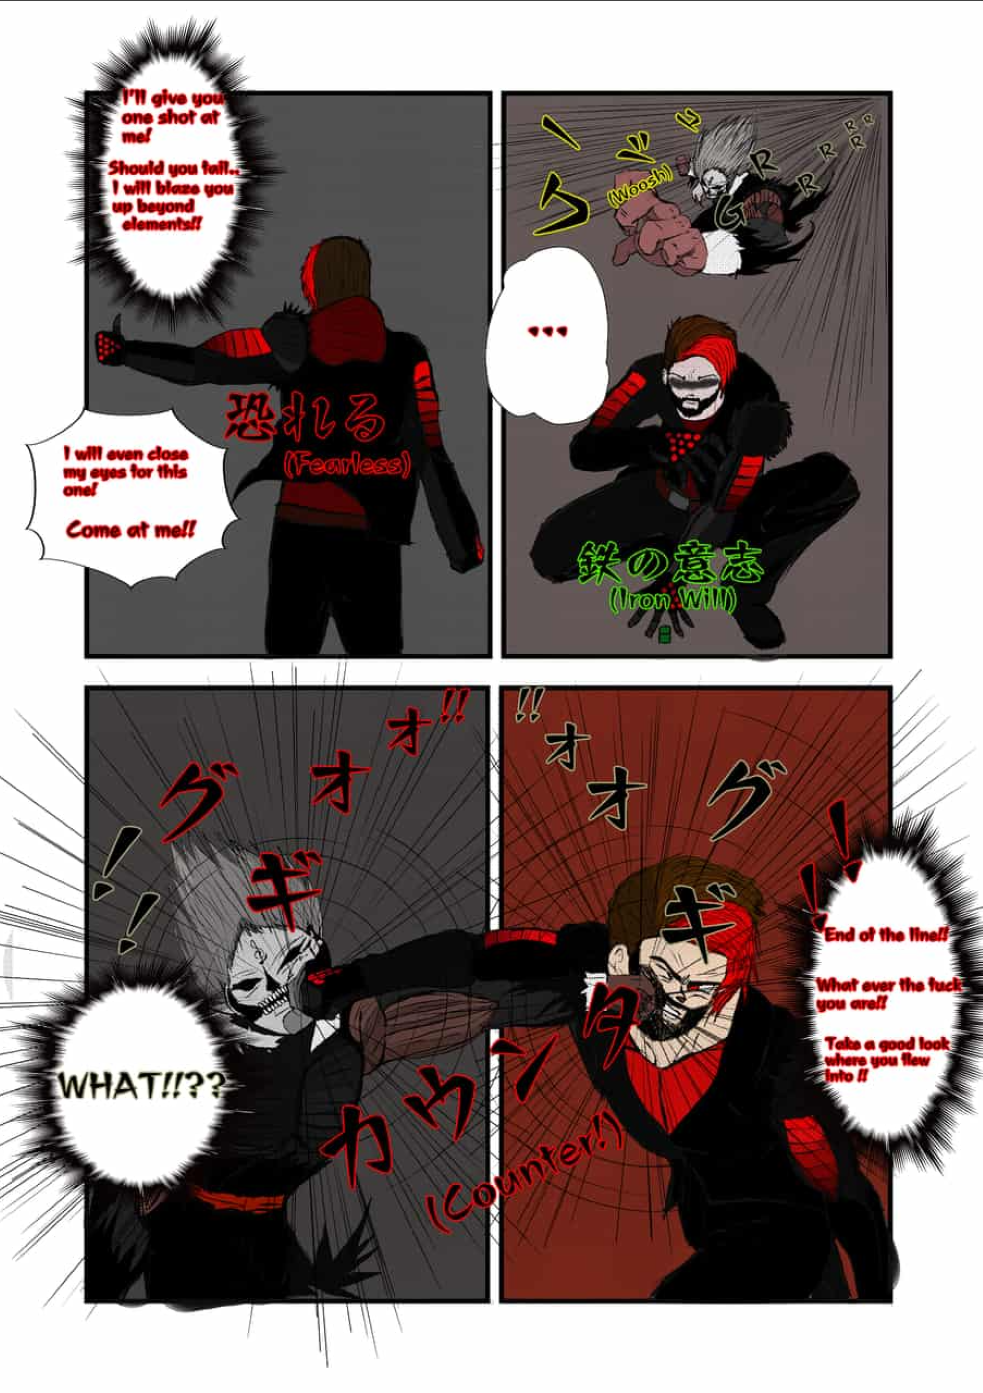 I'll give you
one shot at
me!
Should you fail..
I will blaze you
up beyond
elements!!
恐れる
(Fearless)
I will even close
my eyes for this
one!
Come at me!!
(Woosh)
G
R
R
R
R
R
R
...
鉄の意志
(Iron Will)
グオオ!!
ギ
!!
WHAT!!??
!!
オ
オ
グ
ギ
!!
End of the line!!
What ever the fuck
you are!!
Take a good look
where you flew
into !!
カウンタ
(Counter!)